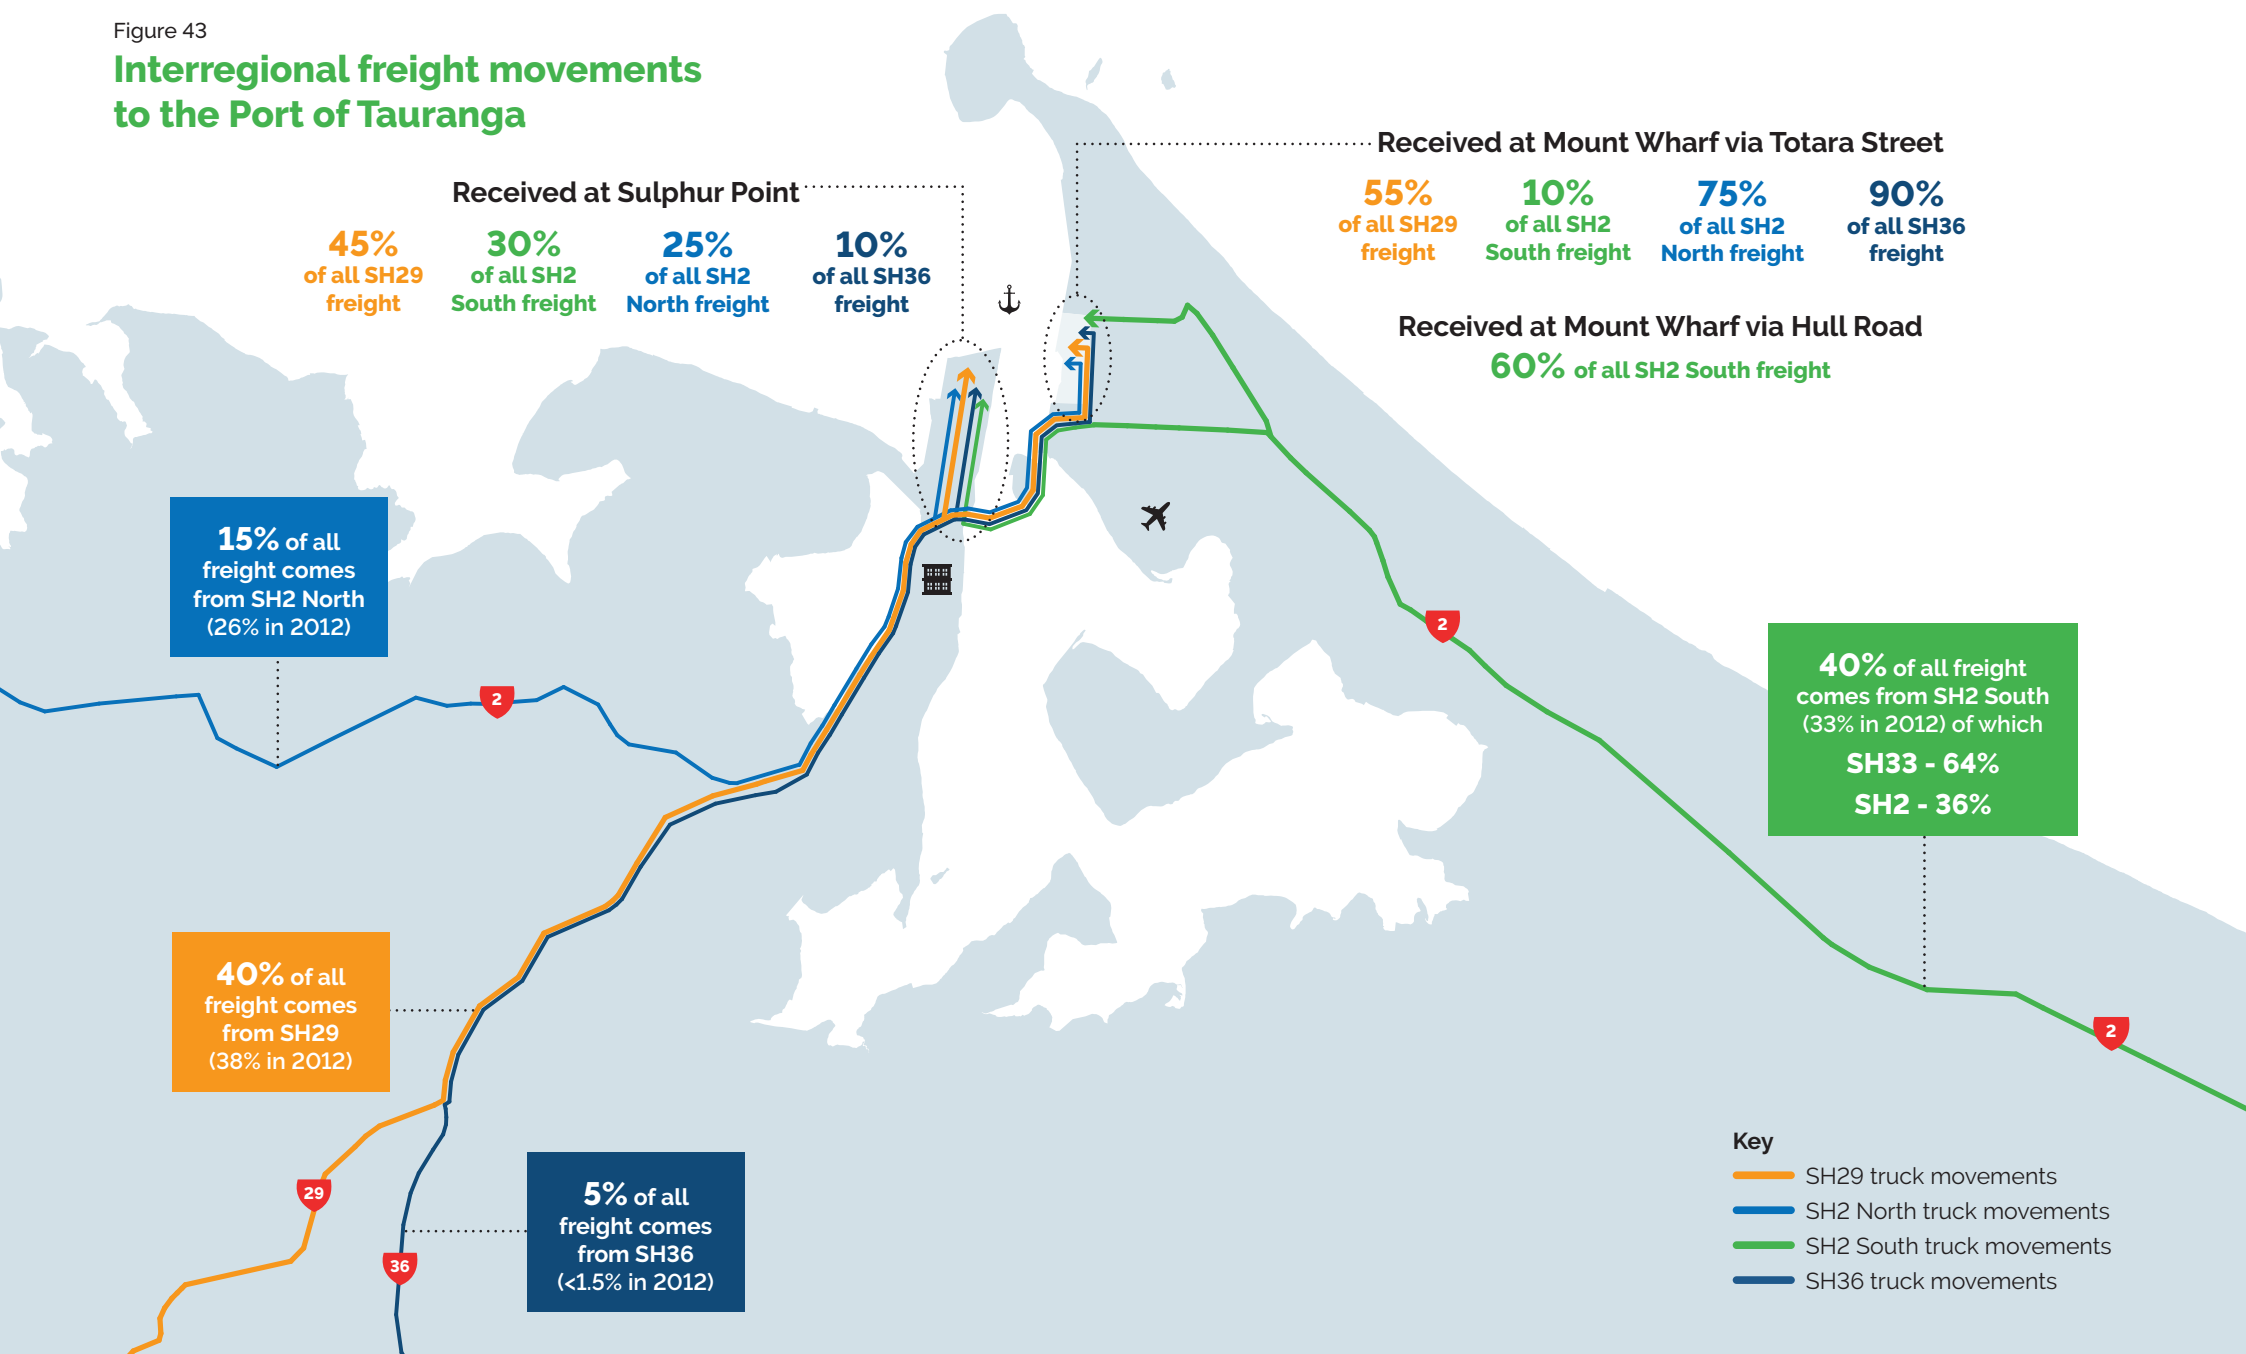 Figure 43
Interregional freight movements
to the Port of Tauranga
Received at Sulphur Point
45%
of all SH29
freight
30%
of all SH2
South freight
25%
of all SH2
North freight
10%
of all SH36
freight
Received at Mount Wharf via Totara Street
55%
of all SH29
freight
10%
of all SH2
South freight
75%
of all SH2
North freight
90%
of all SH36
freight
Received at Mount Wharf via Hull Road
60% of all SH2 South freight
15% of all
freight comes
from SH2 North
(26% in 2012)
2
2
40% of all freight
comes from SH2 South
(33% in 2012) of which
SH33 - 64%
SH2 - 36%
40% of all
freight comes
from SH29
(38% in 2012)
2
29
5% of all
freight comes
from SH36
(<1.5% in 2012)
36
Key
SH29 truck movements
SH2 North truck movements
SH2 South truck movements
SH36 truck movements